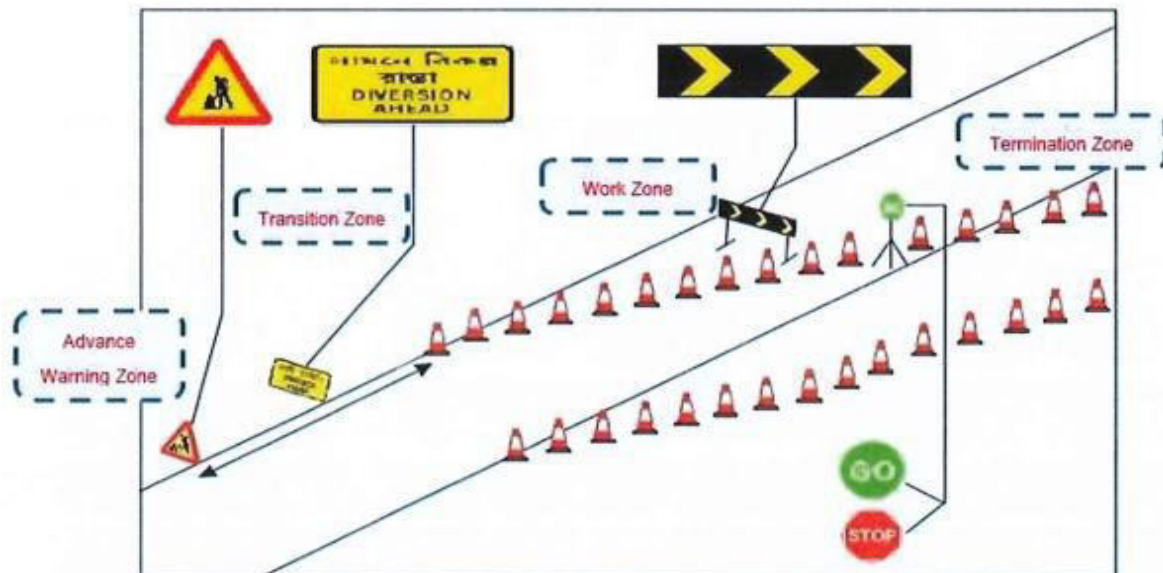 DIVERSION
AHEAD
Termination Zone
Work Zone
Transition Zone
Advance
Warning Zone
GO
STOP